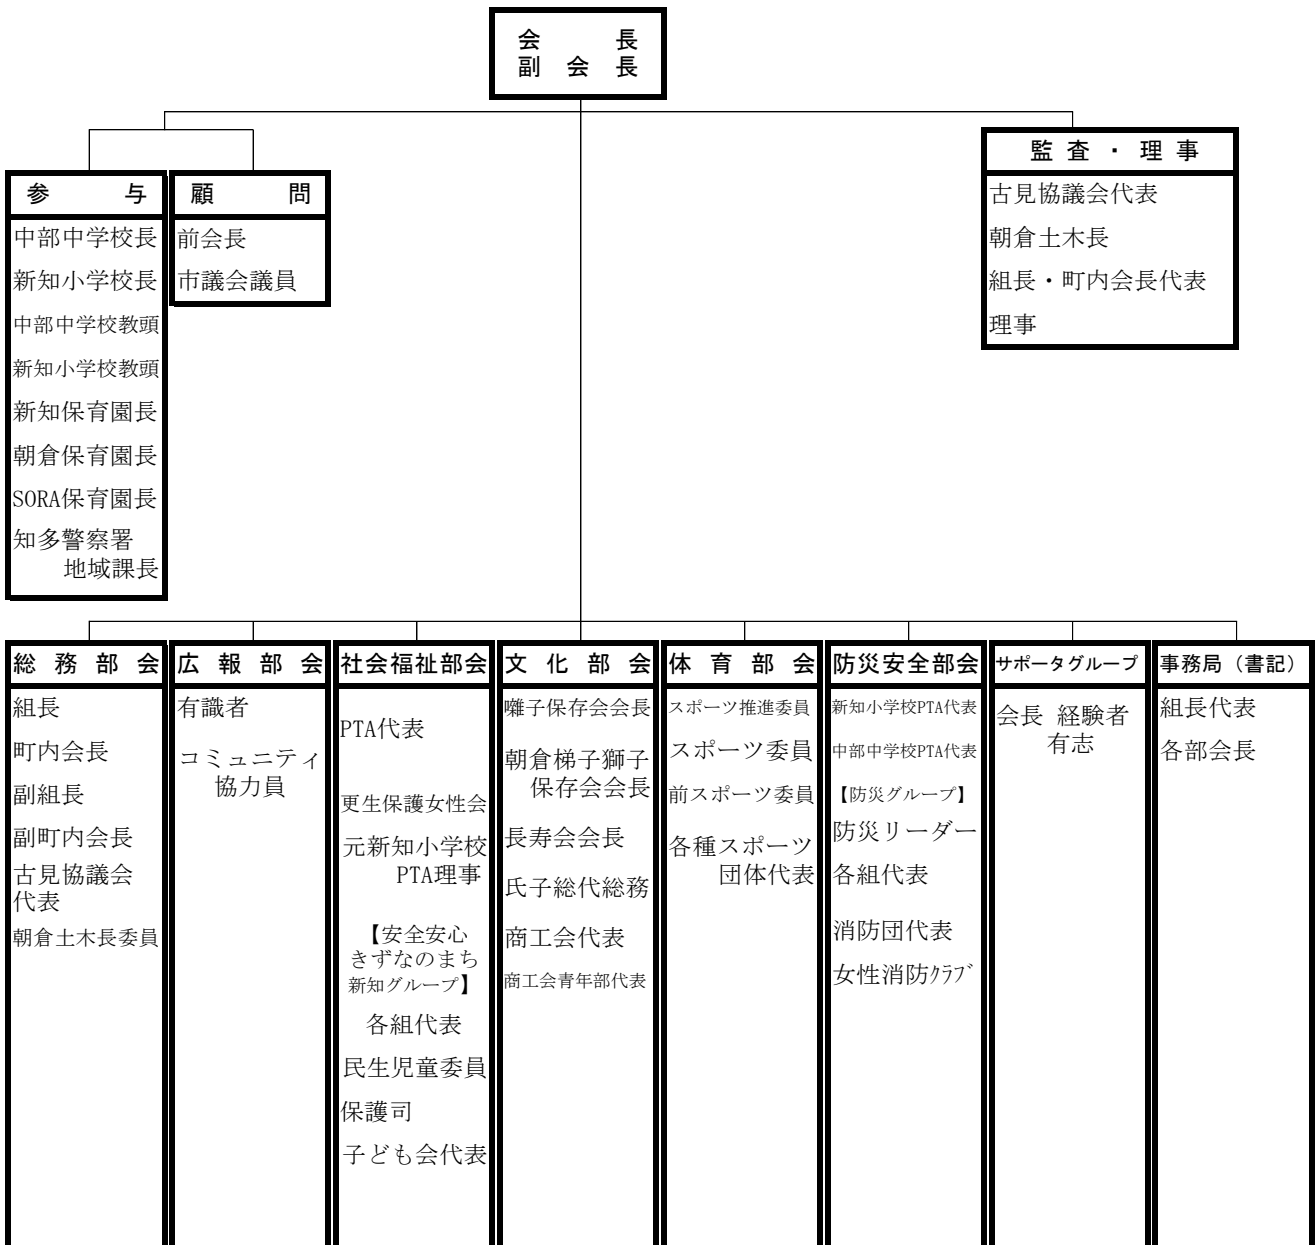 会長
副会長
監査・理事
古見協議会代表
朝倉土木長
組長・町内会長代表
理事
参与
中部中学校長
新知小学校長
中部中学校教頭
新知小学校教頭
新知保育園長
朝倉保育園長
SORA保育園長
知多警察署
地域課長
顧問
前会長
市議会議員
総務部会
組長
町内会長
副組長
副町内会長
古見協議会
代表
朝倉土木長委員
広報部会
有識者
コミュニティ
協力員
社会福祉部会
PTA代表
更生保護女性会
元新知小学校
PTA理事
【安全安心
きずなのまち
新知グループ】
各組代表
民生児童委員
保護司
子ども会代表
文化部会
囃子保存会会長
朝倉梯子獅子
保存会会長
長寿会会長
氏子総代総務
商工会代表
商工会青年部代表
体育部会
スポーツ推進委員
スポーツ委員
前スポーツ委員
各種スポーツ
団体代表
防災安全部会
新知小学校PTA代表
中部中学校PTA代表
【防災グループ】
防災リーダー
各組代表
消防団代表
女性消防ｸﾗﾌﾞ
サポータグループ
会長 経験者
有志
事務局（書記）
組長代表
各部会長